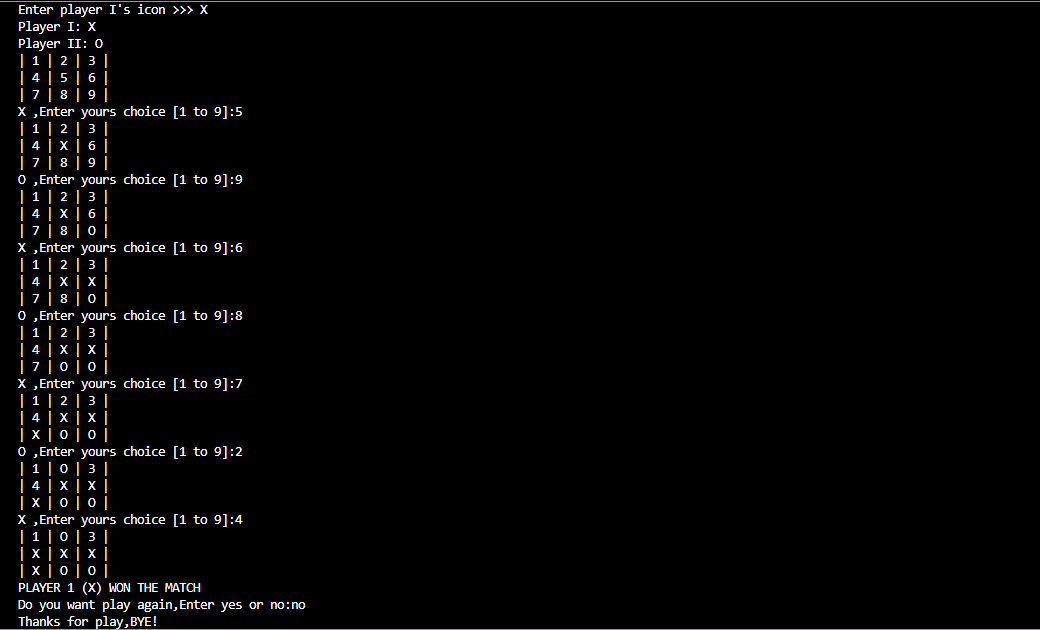 Enter player I's icon >>> X
Player I: X
Player II: O
| 1 | 2 | 3 |
| 4 | 5 | 6 |
| 7 | 8 | 9 |
X ,Enter yours choice [1 to 9]:5
| 1 | 2 | 3 |
| 4 | X | 6 |
| 7 | 8 | 9 |
O ,Enter yours choice [1 to 9]:9
| 1 | 2 | 3 |
| 4 | X | 6 |
| 7 | 8 | O |
X ,Enter yours choice [1 to 9]:6
| 1 | 2 | 3 |
| 4 | X | X |
| 7 | 8 | O |
O ,Enter yours choice [1 to 9]:8
| 1 | 2 | 3 |
| 4 | X | X |
| 7 | O | O |
X ,Enter yours choice [1 to 9]:7
| 1 | 2 | 3 |
| 4 | X | X |
| X | O | O |
O ,Enter yours choice [1 to 9]:2
| 1 | O | 3 |
| 4 | X | X |
| X | O | O |
X ,Enter yours choice [1 to 9]:4
| 1 | O | 3 |
| X | X | X |
| X | O | O |
PLAYER 1 (X) WON THE MATCH
Do you want play again,Enter yes or no:no
Thanks for play,BYE!